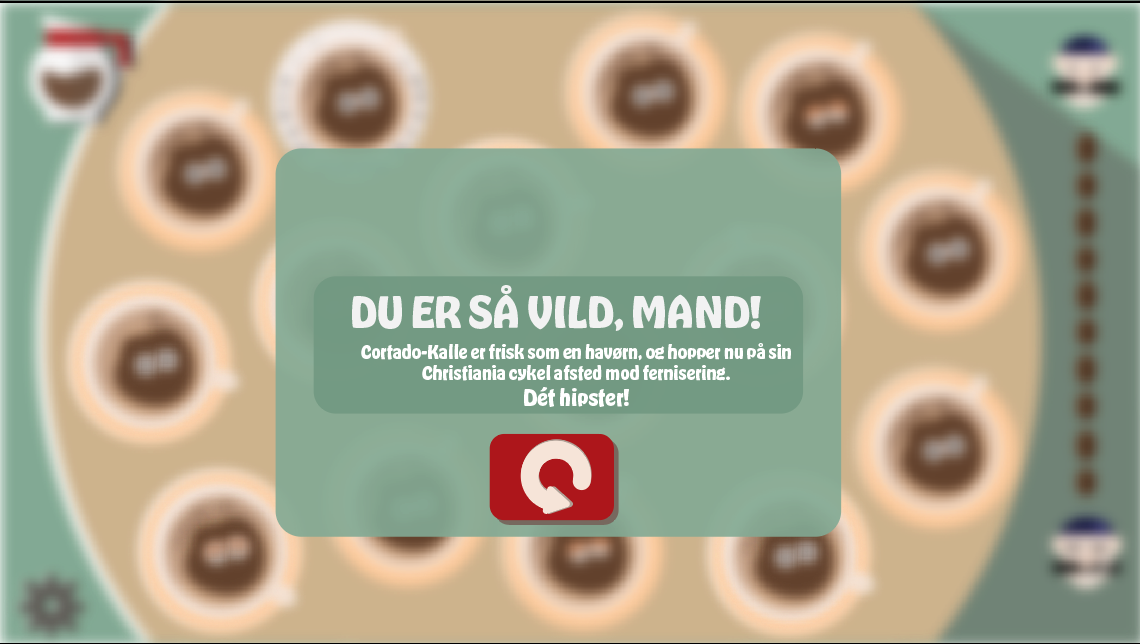 DU ER SÅ VILD, MAND!
Cortado-Kalle er frisk som en havørn, og hopper nu på sin
Christiania cykel afsted mod fernisering.
Dét hipster!